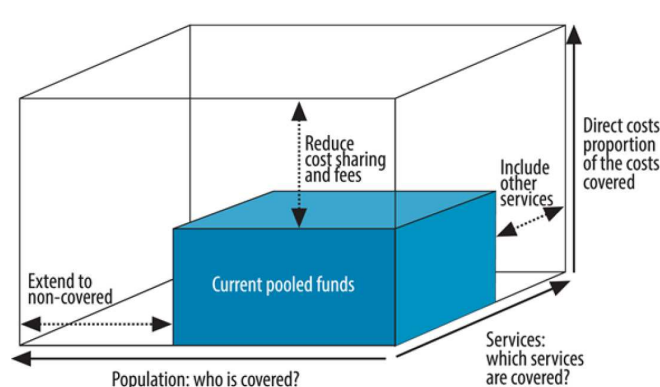 Direct costs
proportion
of the costs
covered
Reduce
cost sharing
and fees
Include
other
services
Extend to
non-covered
Current pooled funds
Services:
which services
are covered?
Population: who is covered?